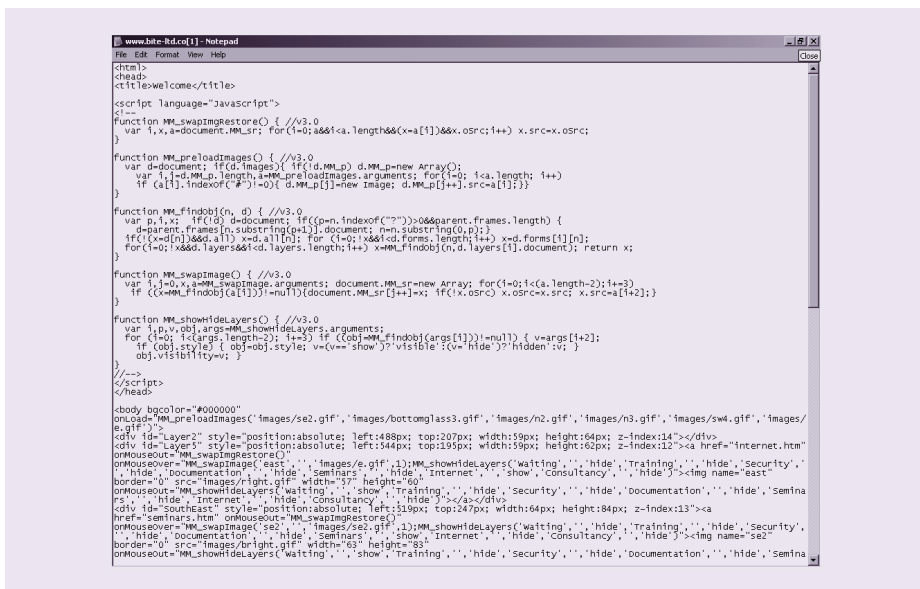 www.bite-ltd.co[1] - Notepad
File Edit Format View Help
Close
<html>
<head>
<title>Welcome</title>
<script language="JavaScript">
<!--
function MM_swapImgRestore() { //v3.0
var i,x,a=document.MM_sr; for(i=0;a&&i<a.length&&(x=a[i])&&x.oSrc;i++) x.src=x.oSrc;
}
function MM_preloadImages() { //v3.0
var d=document; if(d.images){ if(!d.MM_p) d.MM_p=new Array();
var i,j=d.MM_p.length,a=MM_preloadImages.arguments; for(i=0; i<a.length; i++)
if (a[i].indexOf("#")!=0){ d.MM_p[j]=new Image; d.MM_p[j++].src=a[i];}}
}
function MM_findObj(n, d) { //v3.0
var p,i,x; if(!d) d=document; if((p=n.indexOf("?"))>0&&parent.frames.length) {
d=parent.frames[n.substring(p+1)].document; n=n.substring(0,p);}
if(!(x=d[n])&&d.all) x=d.all[n]; for (i=0;!x&&i<d.forms.length;i++) x=d.forms[i][n];
for(i=0;!x&&d.layers&&i<d.layers.length;i++) x=MM_findObj(n,d.layers[i].document); return x;
}
function MM_swapImage() { //v3.0
var i,j=0,x,a=MM_swapImage.arguments; document.MM_sr=new Array; for(i=0;i<(a.length-2);i+=3)
if ((x=MM_findObj(a[i]))!=null){document.MM_sr[j++]=x; if(!x.oSrc) x.oSrc=x.src; x.src=a[i+2];}
}
function MM_showHideLayers() { //v3.0
var i,p,v,obj,args=MM_showHideLayers.arguments;
for (i=0; i<(args.length-2); i+=3) if ((obj=MM_findObj(args[i]))!=null) { v=args[i+2];
if (obj.style) { obj=obj.style; v=(v=='show')?'visible':(v='hide')?'hidden':v; }
obj.visibility=v; }
}
//-->
</script>
</head>
<body bgcolor="#000000"
onLoad="MM_preloadImages('images/se2.gif','images/bottomglass3.gif','images/n2.gif','images/n3.gif','images/sw4.gif','images/
e.gif')">
<div id="Layer2" style="position:absolute; left:488px; top:207px; width:59px; height:64px; z-index:14"></div>
<div id="Layer5" style="position:absolute; left:544px; top:195px; width:59px; height:62px; z-index:12"><a href="internet.htm"
onMouseOut="MM_swapImgRestore()"
onMouseOver="MM_swapImage('east','','images/e.gif',1);MM_showHideLayers('Waiting','','hide','Training','','hide','Security','
','hide','Documentation','','hide','Seminars','','hide','Internet','','show','Consultancy','','hide')"><img name="east"
border="0" src="images/right.gif" width="57" height="60"
onMouseOut="MM_showHideLayers('Waiting','','show','Training','','hide','Security','','hide','Documentation','','hide','Semina
rs','','hide','Internet','','hide','Consultancy','','hide')"></a></div>
<div id="SouthEast" style="position:absolute; left:519px; top:247px; width:64px; height:84px; z-index:13"><a
href="seminars.htm" onMouseOut="MM_swapImgRestore()"
onMouseOver="MM_swapImage('se2','','images/se2.gif',1);MM_showHideLayers('Waiting','','hide','Training','','hide','Security',
'','hide','Documentation','','hide','Seminars','','show','Internet','','hide','Consultancy','','hide')"><img name="se2"
border="0" src="images/bright.gif" width="63" height="83"
onMouseOut="MM_showHideLayers('Waiting','','show','Training','','hide','Security','','hide','Documentation','','hide','Semina